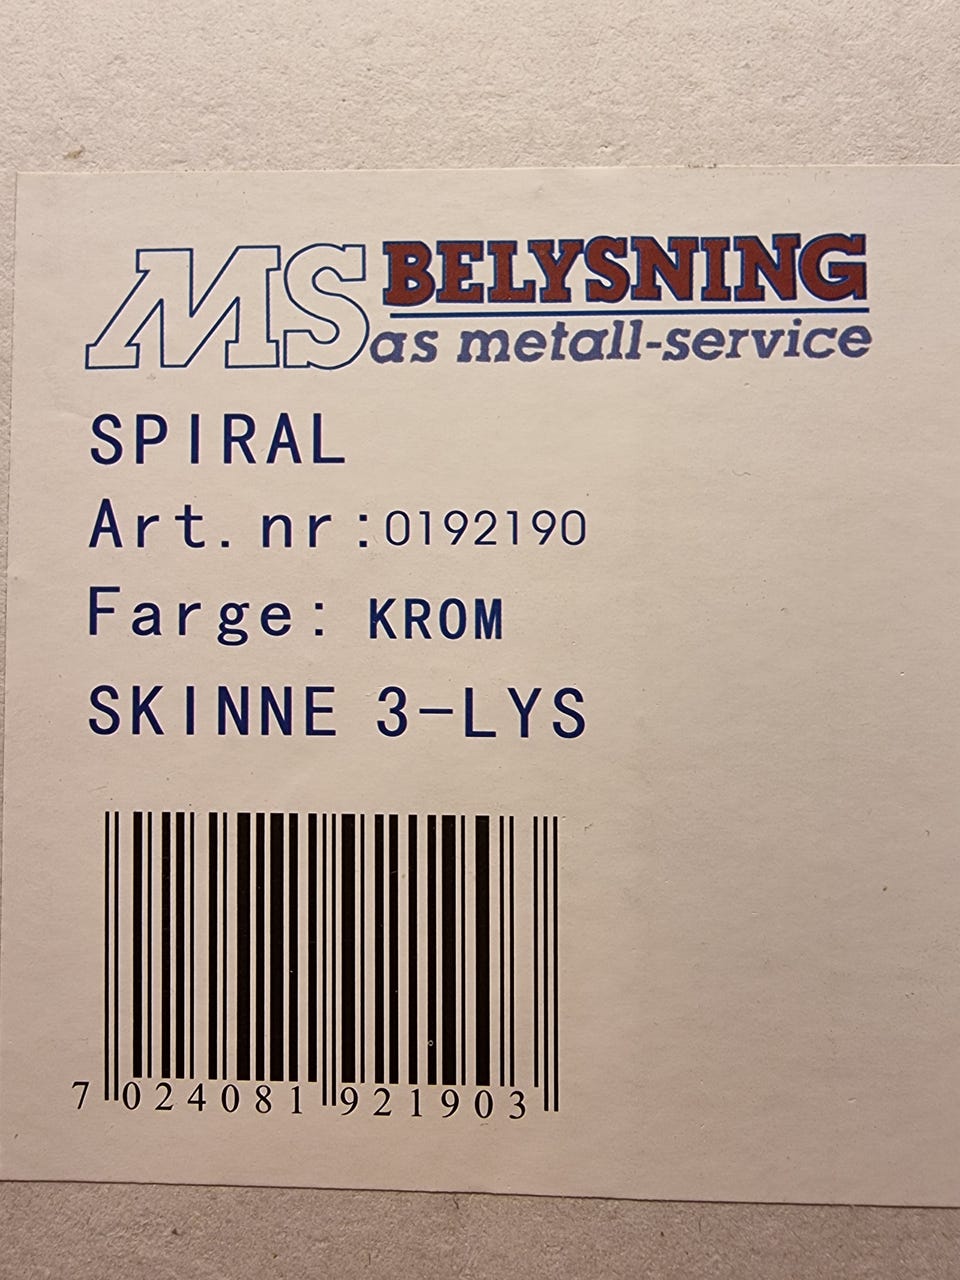 MS BELYSNING
as metall-service
SPIRAL
Art.nr:0192190
Farge: KROM
SKINNE 3-LYS
7 024081 921903